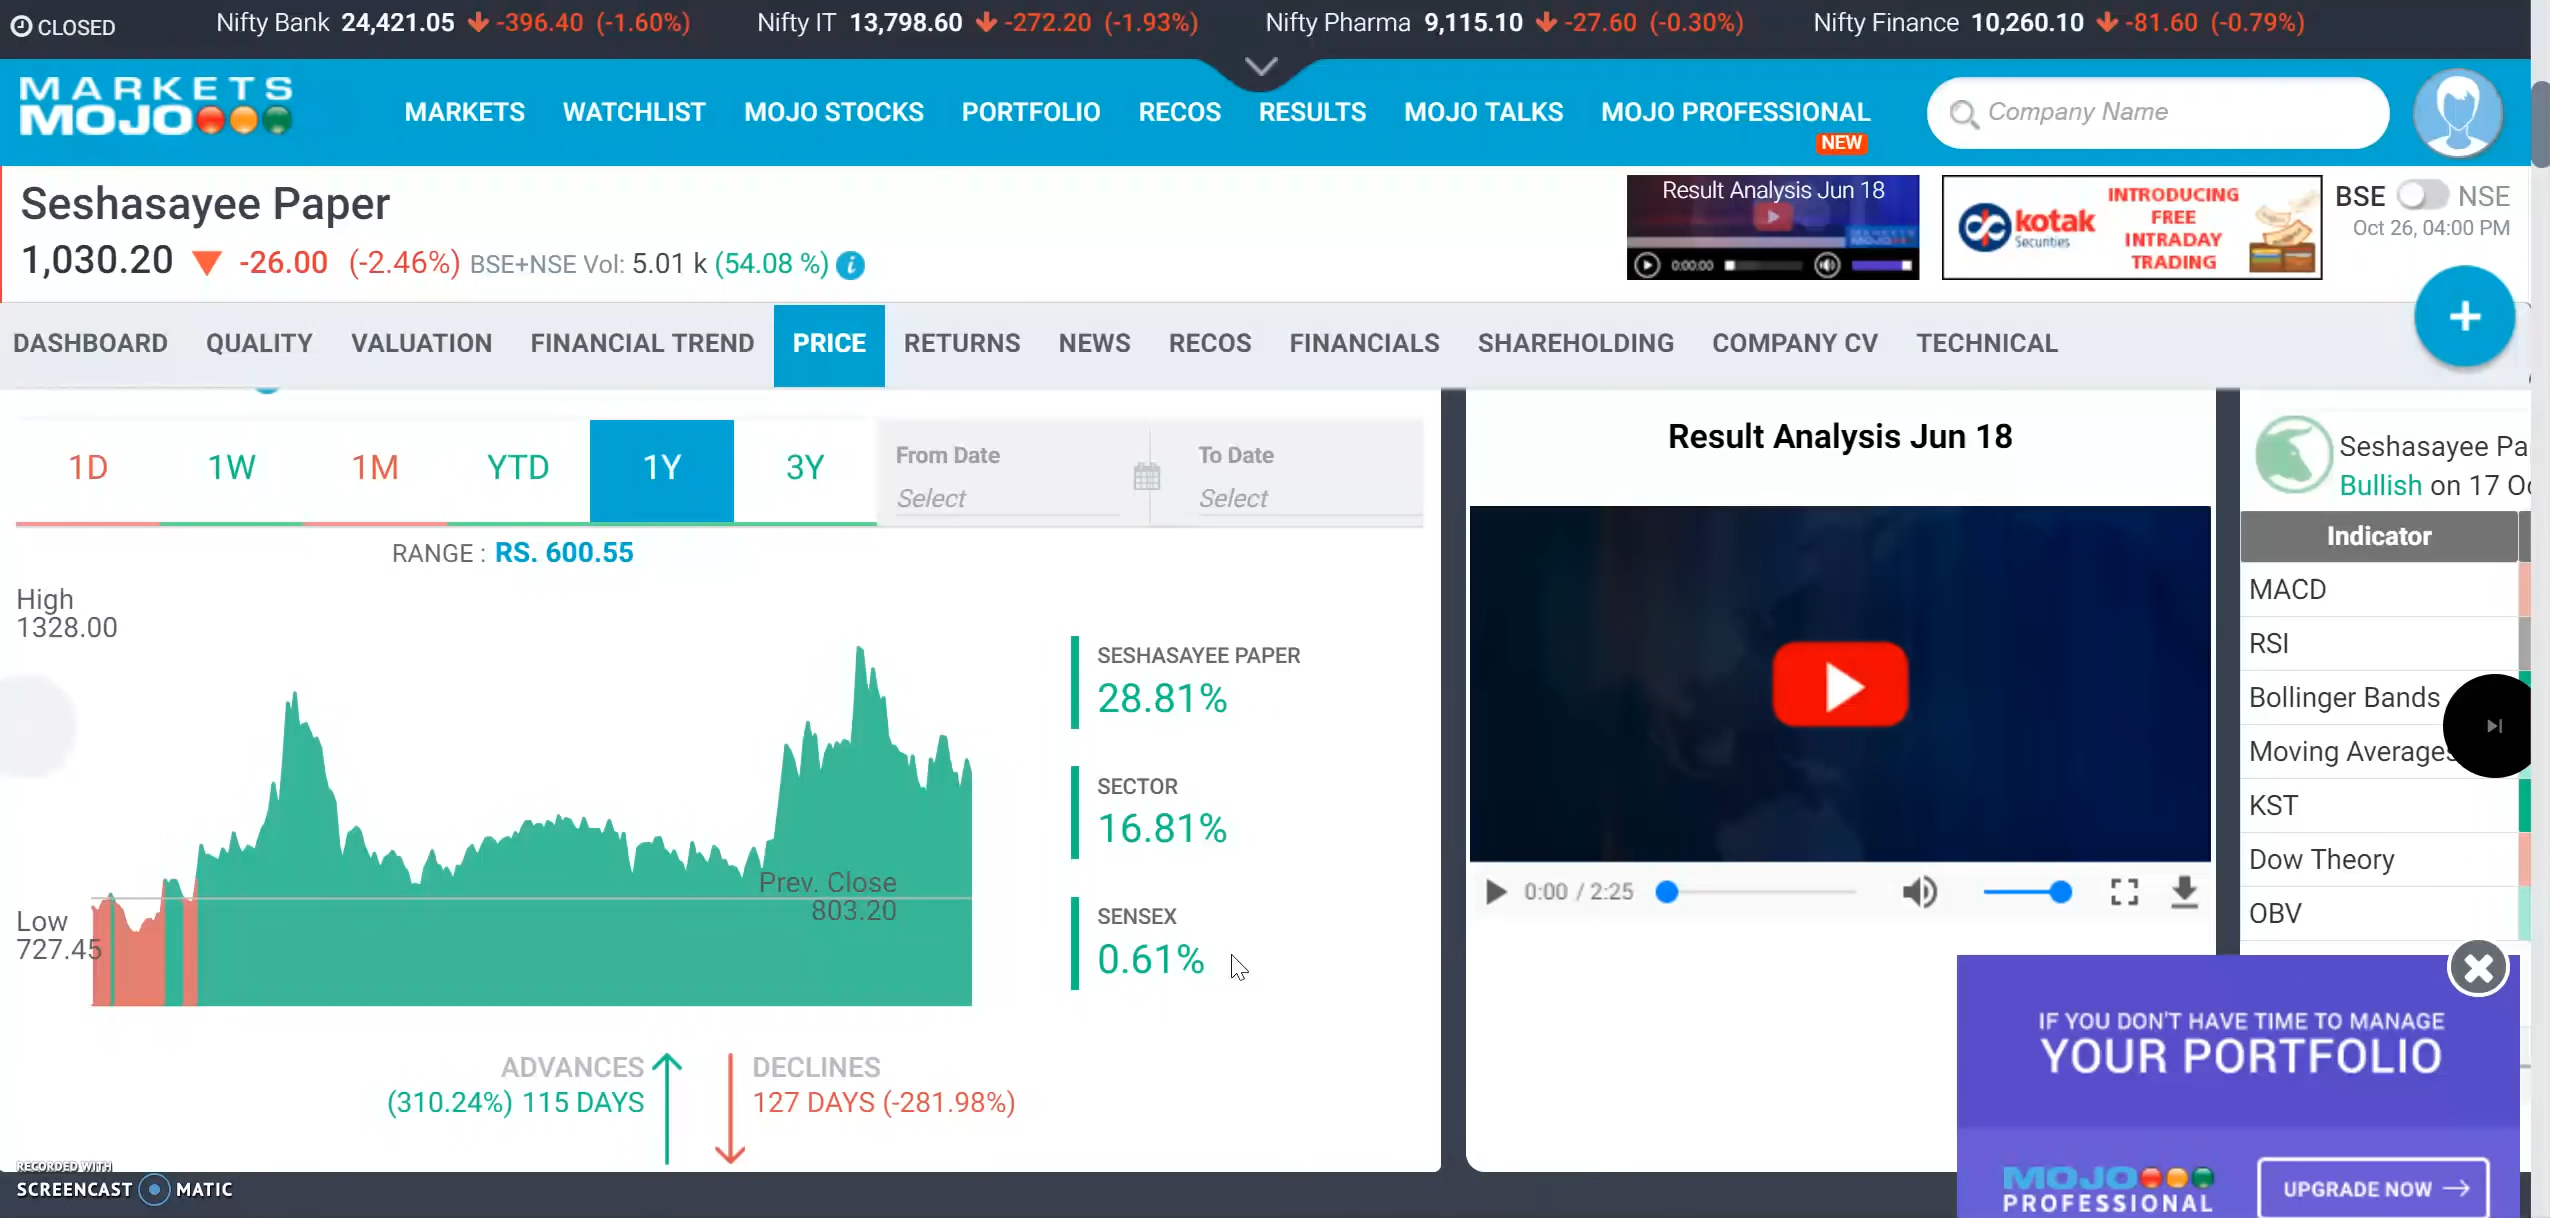 CLOSED
Nifty Bank 24,421.05 -396.40 (-1.60%)
Nifty IT 13,798.60 -272.20 (-1.93%)
Nifty Pharma 9,115.10 -27.60 (-0.30%)
Nifty Finance 10,260.10 -81.60 (-0.79%)
MARKETS
MOJO
MARKETS
WATCHLIST
MOJO STOCKS
PORTFOLIO
RECOS
RESULTS
MOJO TALKS
MOJO PROFESSIONAL
NEW
Company Name
Seshasayee Paper
1,030.20 -26.00 (-2.46%) BSE+NSE Vol: 5.01 k (54.08 %) i
Result Analysis Jun 18
0:00:00
kotak
Securities
INTRODUCING
FREE
INTRADAY
TRADING
BSE NSE
Oct 26, 04:00 PM
+
DASHBOARD
QUALITY
VALUATION
FINANCIAL TREND
PRICE
RETURNS
NEWS
RECOS
FINANCIALS
SHAREHOLDING
COMPANY CV
TECHNICAL
1D
1W
1M
YTD
1Y
3Y
From Date
Select
To Date
Select
RANGE : RS. 600.55
High
1328.00
Low
727.45
Prev. Close
803.20
SESHASAYEE PAPER
28.81%
SECTOR
16.81%
SENSEX
0.61%
ADVANCES
(310.24%) 115 DAYS
DECLINES
127 DAYS (-281.98%)
Result Analysis Jun 18
0:00 / 2:25
Seshasayee Pa
Bullish on 17 Oc
Indicator
MACD
RSI
Bollinger Bands
Moving Averages
KST
Dow Theory
OBV
IF YOU DON'T HAVE TIME TO MANAGE
YOUR PORTFOLIO
MOJO
PROFESSIONAL
UPGRADE NOW
RECORDED WITH
SCREENCAST MATIC